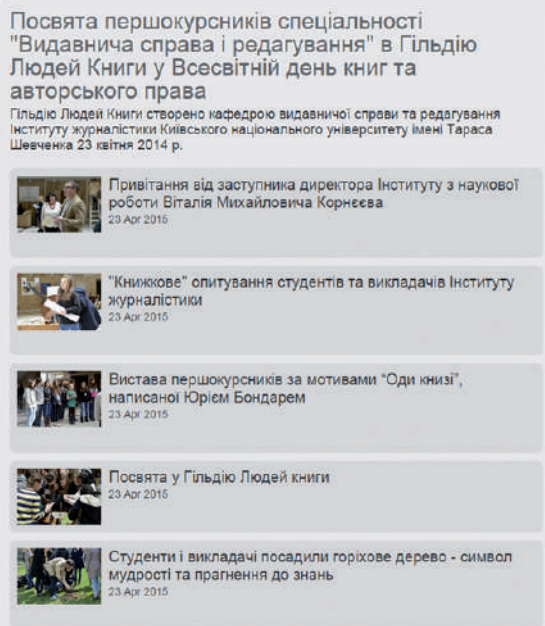 Посвята першокурсників спеціальності
"Видавнича справа і редагування" в Гільдію
Людей Книги у Всесвітній день книг та
авторського права
Гільдію Людей Книги створено кафедрою видавничої справи та редагування
Інституту журналістики Київського національного університету імені Тараса
Шевченка 23 квітня 2014 р.
Привітання від заступника директора Інституту з наукової
роботи Віталія Михайловича Корнєєва
23 Apr 2015
"Книжкове" опитування студентів та викладачів Інституту
журналістики
23 Apr 2015
Вистава першокурсників за мотивами "Оди книзі",
написаної Юрієм Бондарем
23 Apr 2015
Посвята у Гільдію Людей книги
23 Apr 2015
Студенти і викладачі посадили горіхове дерево - символ
мудрості та прагнення до знань
23 Apr 2015